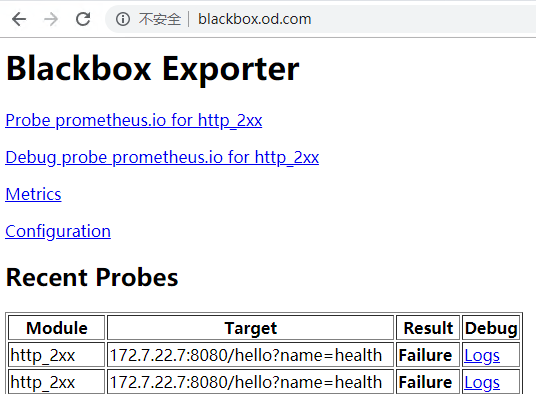 不安全 blackbox.od.com
Blackbox Exporter
Probe prometheus.io for http_2xx
Debug probe prometheus.io for http_2xx
Metrics
Configuration
Recent Probes
Module Target Result Debug
http_2xx 172.7.22.7:8080/hello?name=health Failure Logs
http_2xx 172.7.22.7:8080/hello?name=health Failure Logs